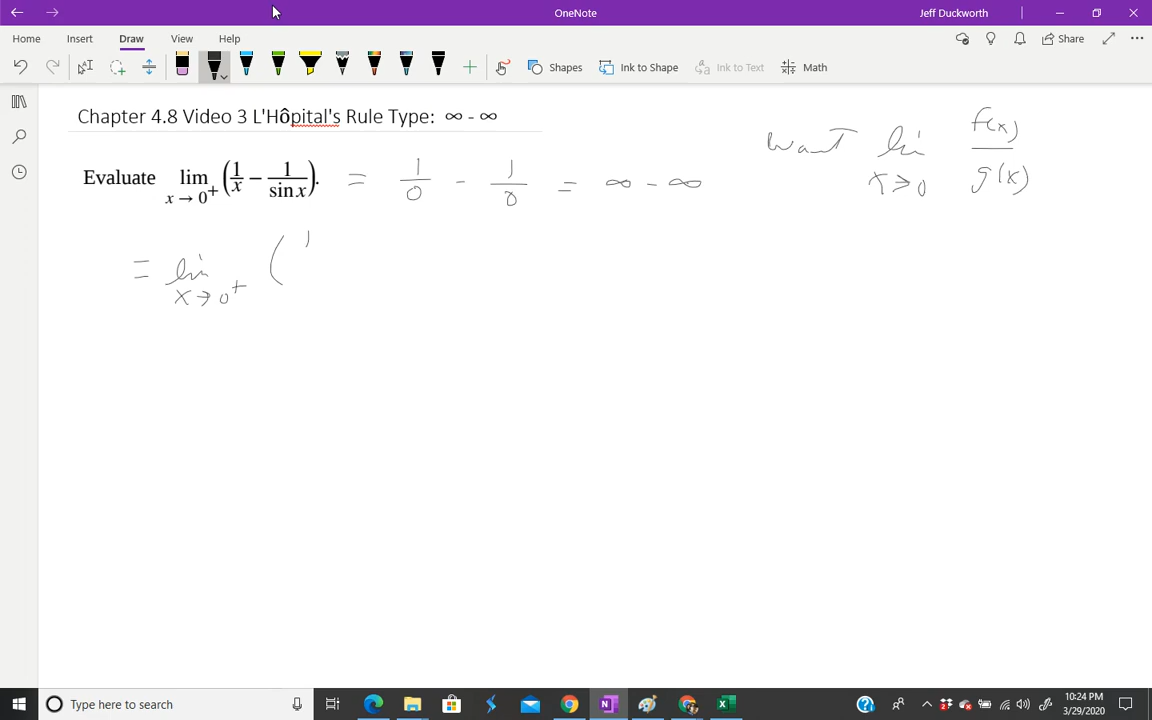 OneNote
Jeff Duckworth
Home Insert Draw View Help
Share
Shapes Ink to Shape Ink to Text Math
Chapter 4.8 Video 3 L'Hôpital's Rule Type: ∞ - ∞
want lim x→0 f(x)/g(x)
Evaluate lim x → 0⁺ (1/x − 1/sin x). = 1/0 - 1/0 = ∞ - ∞
= lim x→0⁺ ( 1
Type here to search
10:24 PM
3/29/2020